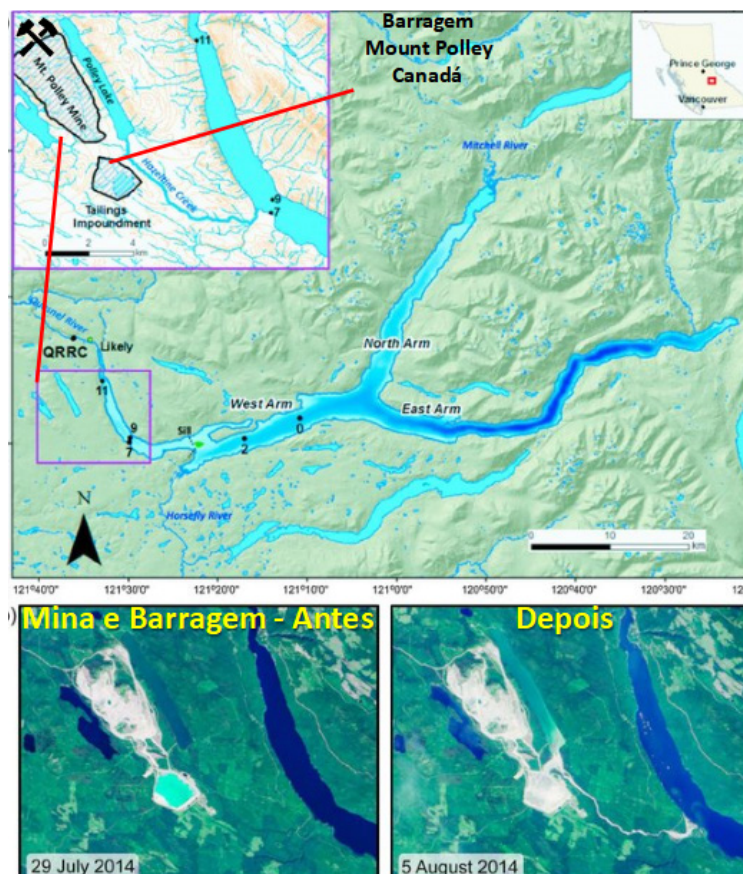 Barragem
Mount Polley
Canadá
11
Polley Lake
Mt. Polley Mine
Hazeltine Creek
9
7
Tailings
Impoundment
0 2 4
km
Prince George
Vancouver
Mitchell River
Quesnel River
QRRC
Likely
11
North Arm
West Arm
East Arm
9
7
Sill
2
0
Horsefly River
N
0 10 20
km
121°40'0" 121°30'0" 121°20'0" 121°10'0" 121°0'0" 120°50'0" 120°40'0" 120°30'0"
Mina e Barragem - Antes
Depois
29 July 2014
5 August 2014